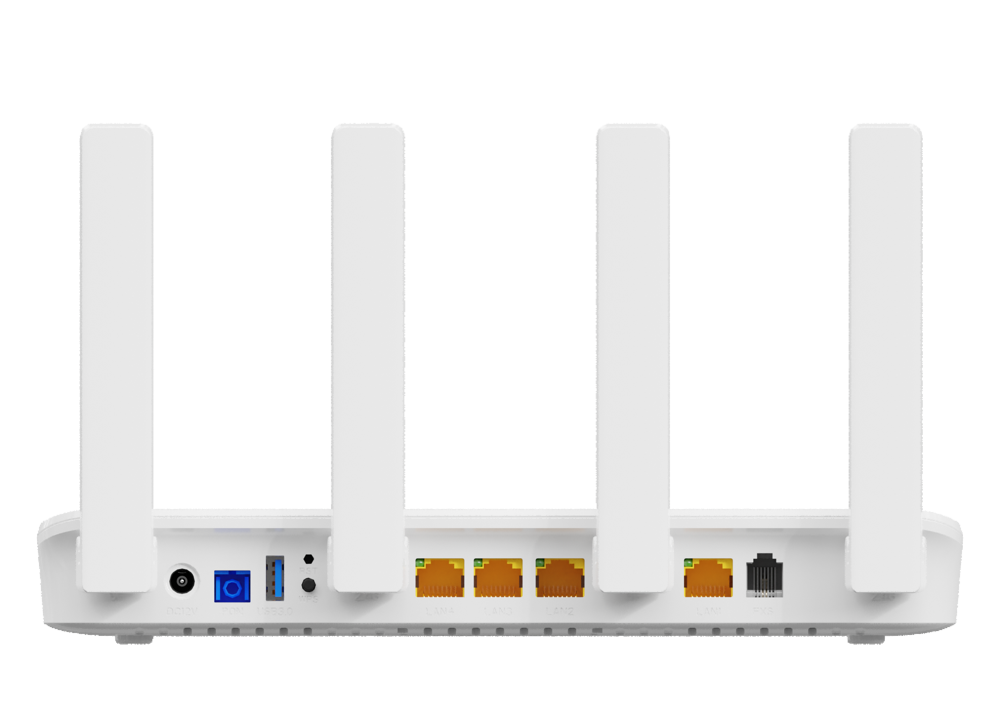 RST
WPS
DC12V
PON
USB3.0
LAN4
LAN3
LAN2
LAN1
FXS